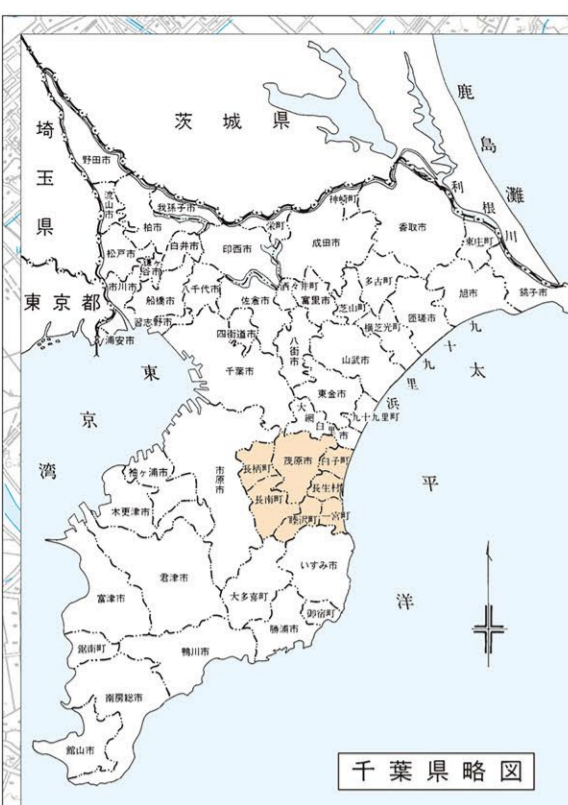 茨城県
埼玉県
東京都
鹿島灘
利根川
太平洋
九十九里浜
東京湾
野田市
流山市
柏市
我孫子市
松戸市
鎌ヶ谷市
白井市
印西市
栄町
成田市
神崎町
香取市
東庄町
銚子市
旭市
匝瑳市
多古町
横芝光町
芝山町
富里市
酒々井町
佐倉市
八千代市
船橋市
市川市
習志野市
浦安市
四街道市
八街市
千葉市
山武市
東金市
大網白里市
九十九里町
市原市
長柄町
茂原市
白子町
長生村
長南町
睦沢町
一宮町
袖ヶ浦市
木更津市
君津市
富津市
大多喜町
いすみ市
御宿町
勝浦市
鴨川市
鋸南町
南房総市
館山市
千葉県略図